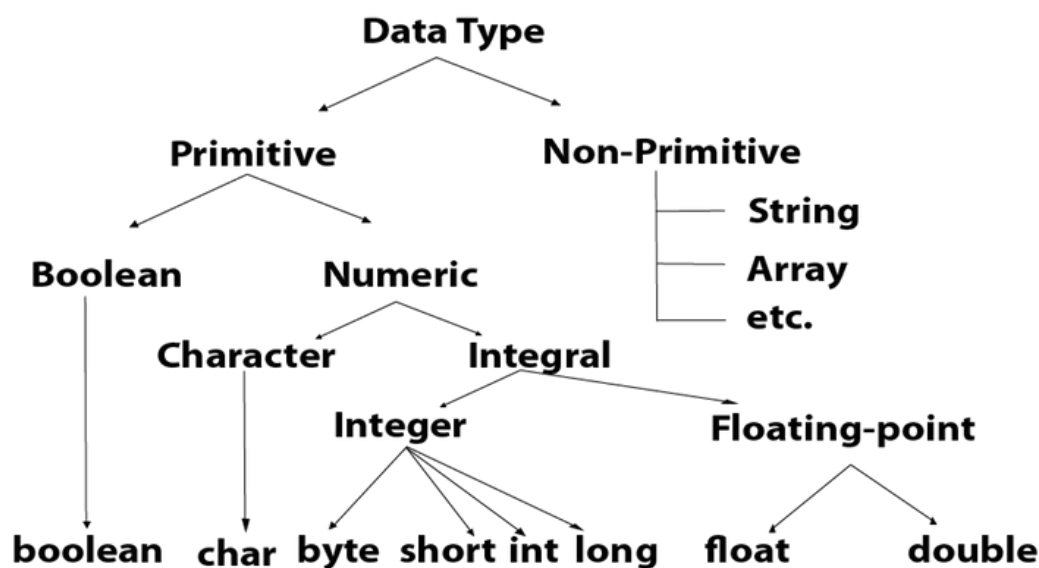 Data Type
Primitive
Non-Primitive
String
Boolean
Numeric
Array
etc.
Character
Integral
Integer
Floating-point
boolean
char
byte
short
int
long
float
double